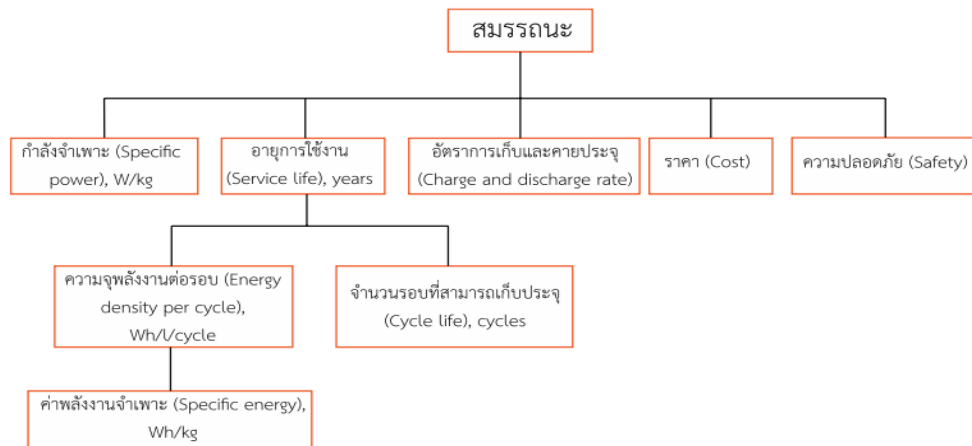 สมรรถนะ
กำลังจำเพาะ (Specific
power), W/kg
อายุการใช้งาน
(Service life), years
อัตราการเก็บและคายประจุ
(Charge and discharge rate)
ราคา (Cost)
ความปลอดภัย (Safety)
ความจุพลังงานต่อรอบ (Energy
density per cycle),
Wh/l/cycle
จำนวนรอบที่สามารถเก็บประจุ
(Cycle life), cycles
ค่าพลังงานจำเพาะ (Specific energy),
Wh/kg